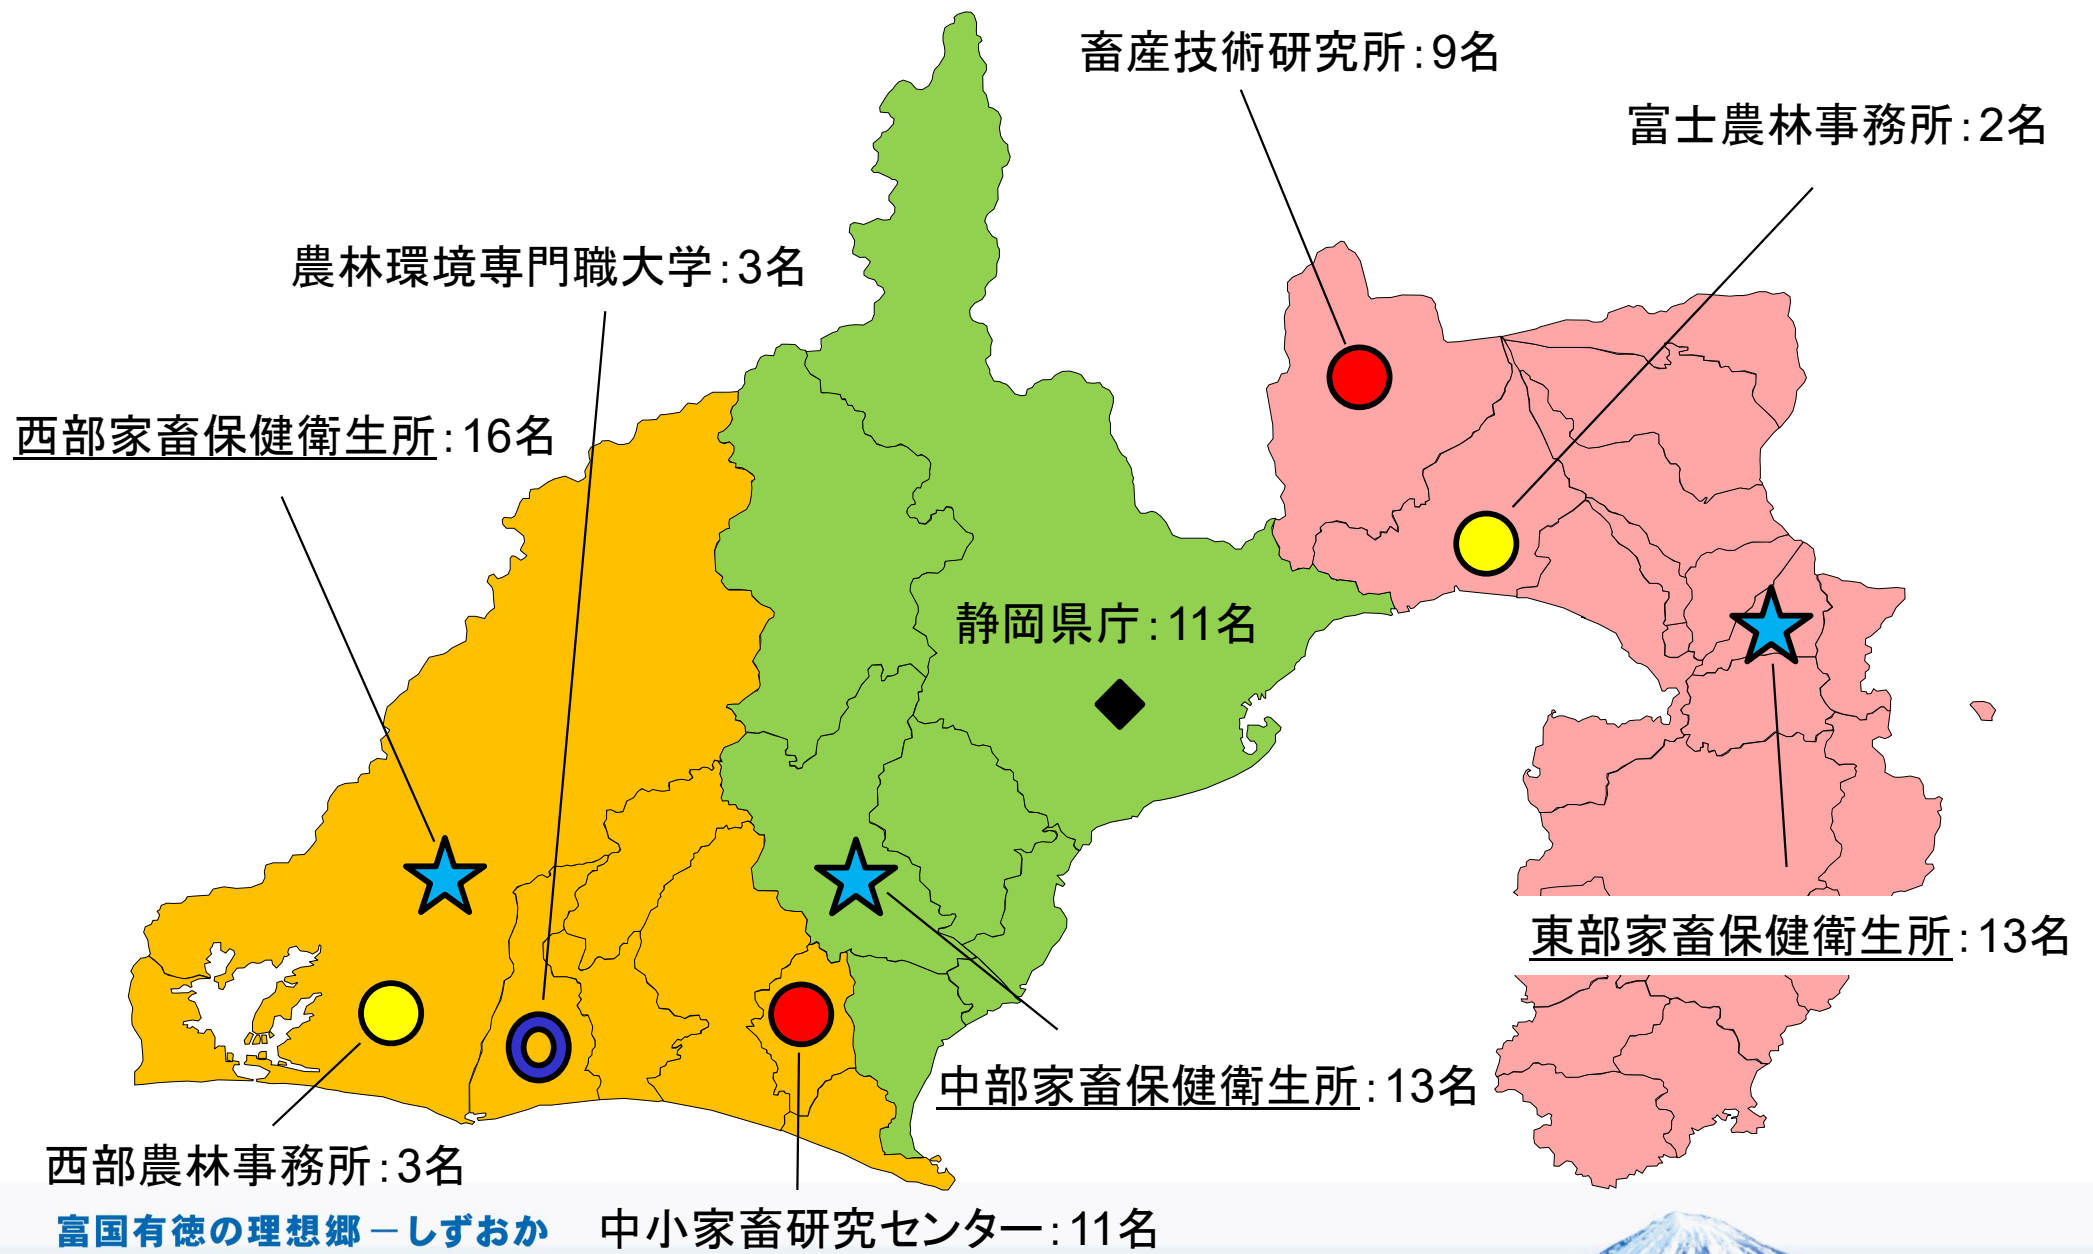 畜産技術研究所:9名
富士農林事務所:2名
農林環境専門職大学:3名
西部家畜保健衛生所:16名
静岡県庁:11名
東部家畜保健衛生所:13名
中部家畜保健衛生所:13名
西部農林事務所:3名
中小家畜研究センター:11名
富国有徳の理想郷-しずおか